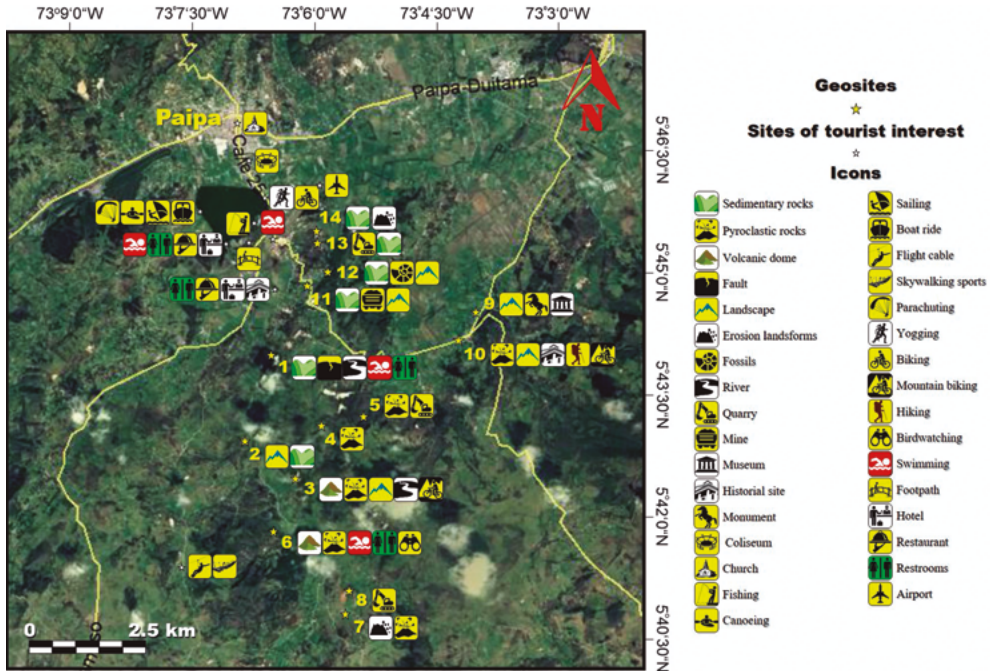 73°9'0"W 73°7'30"W 73°6'0"W 73°4'30"W 73°3'0"W
Paipa-Duitama
N
Paipa
5°46'30"N
14
13
12
5°45'0"N
11
9
10
1
5°43'30"N
5
4
2
3
5°42'0"N
6
8
7
0 2.5 km
5°40'30"N
Geosites
Sites of tourist interest
Icons
Sedimentary rocks
Pyroclastic rocks
Volcanic dome
Fault
Landscape
Erosion landforms
Fossils
River
Quarry
Mine
Museum
Historial site
Monument
Coliseum
Church
Fishing
Canoeing
Sailing
Boat ride
Flight cable
Skywalking sports
Parachuting
Yogging
Biking
Mountain biking
Hiking
Birdwatching
Swimming
Footpath
Hotel
Restaurant
Restrooms
Airport